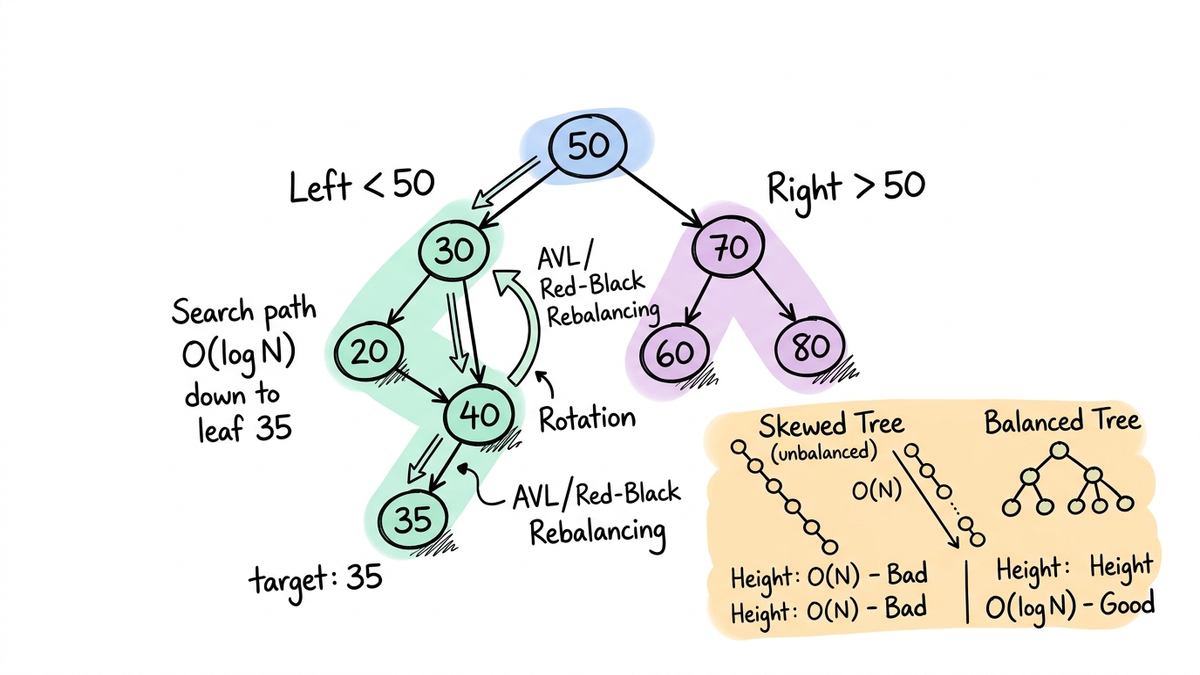 50
Left < 50
Right > 50
30
70
AVL/
Red-Black
Rebalancing
Search path
O(log N)
down to
leaf 35
20
60
80
40
Rotation
35
AVL/Red-Black
Rebalancing
target: 35
Skewed Tree
(unbalanced)
O(N)
Balanced Tree
Height: O(N) – Bad
Height: O(N) – Bad
Height: Height
O(log N) – Good